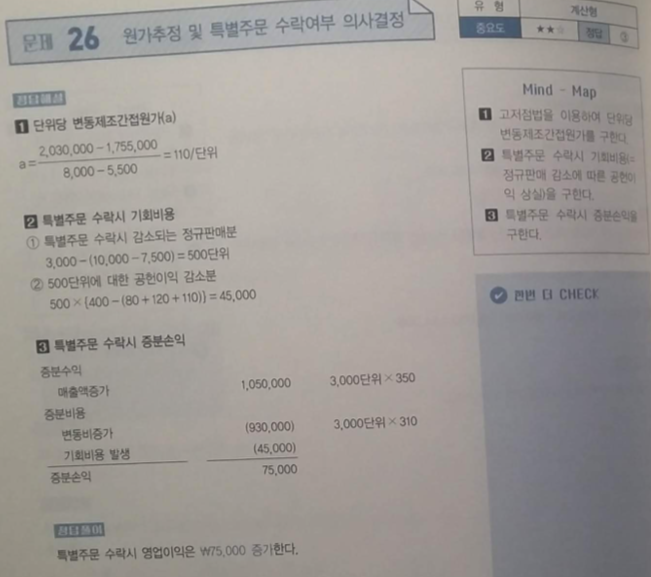 문제 26 원가추정 및 특별주문 수락여부 의사결정
유 형 계산형
중요도 ★★☆ 정답 ③
정답해설
1 단위당 변동제조간접원가(a)
a = (2,030,000 - 1,755,000) / (8,000 - 5,500) = 110/단위
2 특별주문 수락시 기회비용
① 특별주문 수락시 감소되는 정규판매분
3,000-(10,000-7,500)=500단위
② 500단위에 대한 공헌이익 감소분
500×{400-(80+120+110)}=45,000
3 특별주문 수락시 증분손익
증분수익
매출액증가 1,050,000 3,000단위×350
증분비용
변동비증가 (930,000) 3,000단위×310
기회비용 발생 (45,000)
증분손익 75,000
정답풀이
특별주문 수락시 영업이익은 ₩75,000 증가한다.
Mind - Map
1 고저점법을 이용하여 단위당
변동제조간접원가를 구한다.
2 특별주문 수락시 기회비용(=
정규판매 감소에 따른 공헌이
익 상실)을 구한다.
3 특별주문 수락시 증분손익을
구한다.
한번 더 CHECK